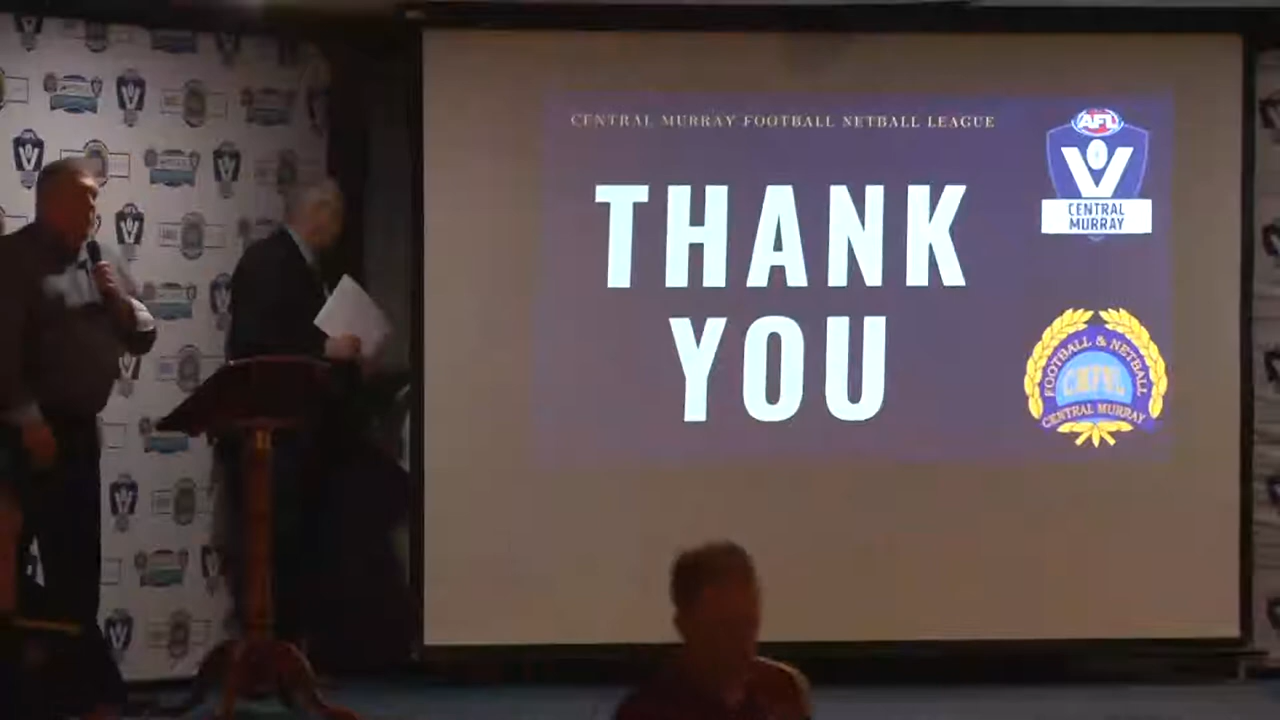 CENTRAL MURRAY FOOTBALL NETBALL LEAGUE
THANK
YOU
AFL
V
CENTRAL
MURRAY
FOOTBALL & NETBALL
CMFNL
CENTRAL MURRAY